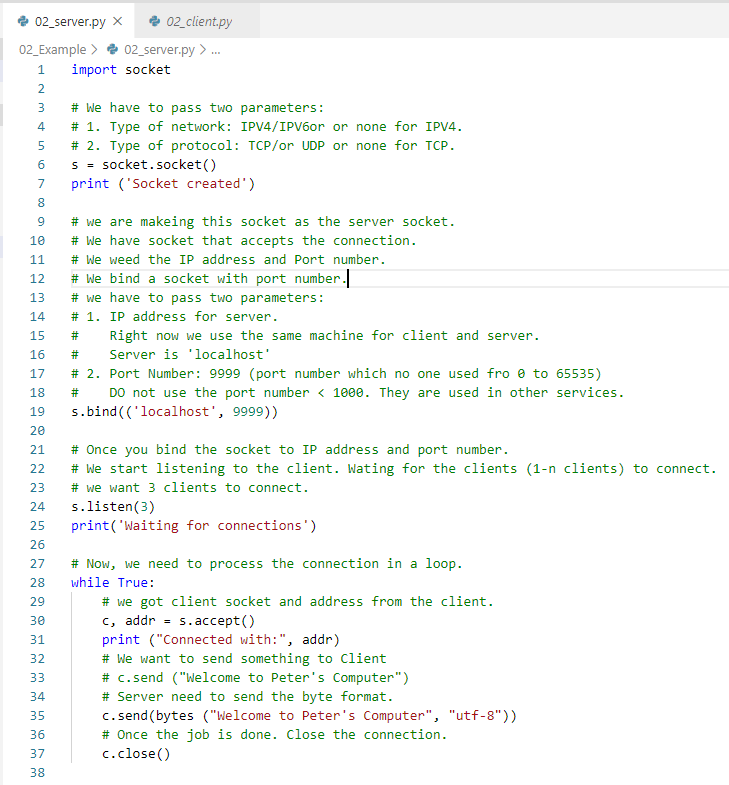 02_server.py
02_client.py
02_Example > 02_server.py > ...
1 import socket
2
3 # We have to pass two parameters:
4 # 1. Type of network: IPV4/IPV6or or none for IPV4.
5 # 2. Type of protocol: TCP/or UDP or none for TCP.
6 s = socket.socket()
7 print ('Socket created')
8
9 # we are makeing this socket as the server socket.
10 # We have socket that accepts the connection.
11 # We weed the IP address and Port number.
12 # We bind a socket with port number.
13 # we have to pass two parameters:
14 # 1. IP address for server.
15 #    Right now we use the same machine for client and server.
16 #    Server is 'localhost'
17 # 2. Port Number: 9999 (port number which no one used fro 0 to 65535)
18 #    DO not use the port number < 1000. They are used in other services.
19 s.bind(('localhost', 9999))
20
21 # Once you bind the socket to IP address and port number.
22 # We start listening to the client. Wating for the clients (1-n clients) to connect.
23 # we want 3 clients to connect.
24 s.listen(3)
25 print('Waiting for connections')
26
27 # Now, we need to process the connection in a loop.
28 while True:
29     # we got client socket and address from the client.
30     c, addr = s.accept()
31     print ("Connected with:", addr)
32     # We want to send something to Client
33     # c.send ("Welcome to Peter's Computer")
34     # Server need to send the byte format.
35     c.send(bytes ("Welcome to Peter's Computer", "utf-8"))
36     # Once the job is done. Close the connection.
37     c.close()
38